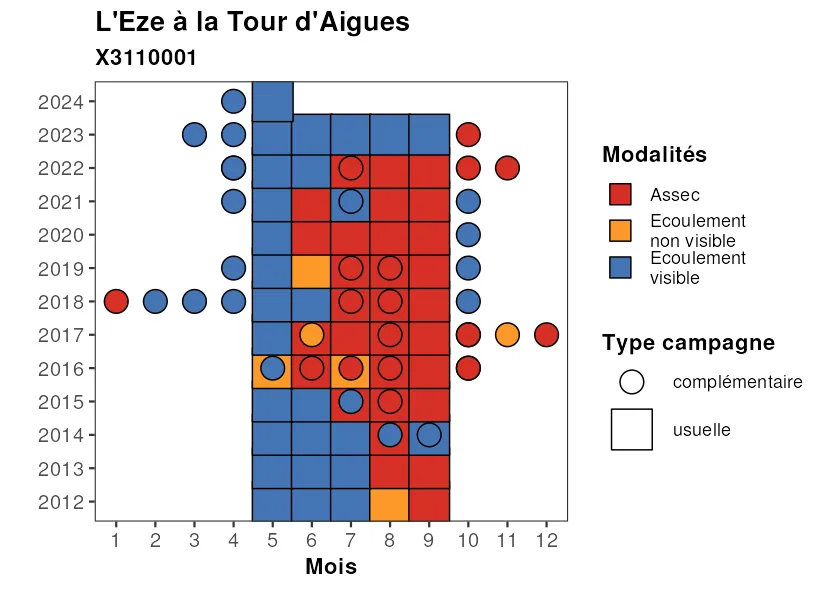 L'Eze à la Tour d'Aigues
X3110001
2024
2023
2022
2021
2020
2019
2018
2017
2016
2015
2014
2013
2012
1 2 3 4 5 6 7 8 9 10 11 12
Mois
Modalités
Assec
Ecoulement
non visible
Ecoulement
visible
Type campagne
complémentaire
usuelle